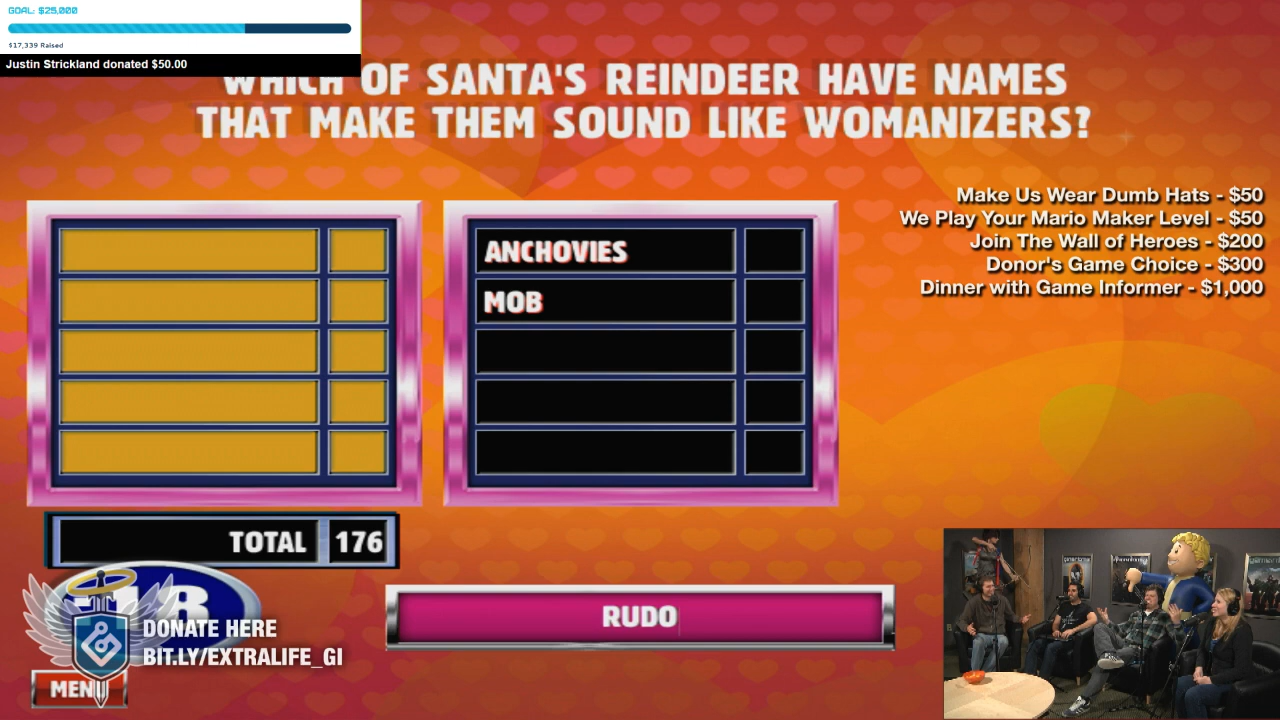 GOAL: $25,000
$17,339 Raised
Justin Strickland donated $50.00
WHICH OF SANTA'S REINDEER HAVE NAMES
THAT MAKE THEM SOUND LIKE WOMANIZERS?
Make Us Wear Dumb Hats - $50
We Play Your Mario Maker Level - $50
Join The Wall of Heroes - $200
Donor's Game Choice - $300
Dinner with Game Informer - $1,000
ANCHOVIES
MOB
TOTAL 176
RUDO
DONATE HERE
BIT.LY/EXTRALIFE_GI
MENU